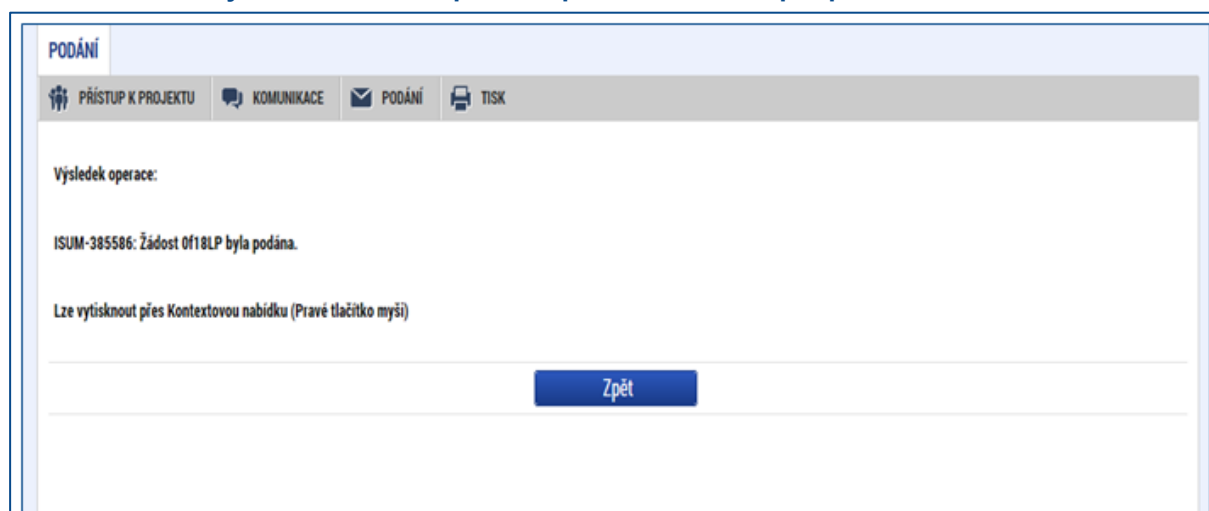 PODÁNÍ
PŘÍSTUP K PROJEKTU KOMUNIKACE PODÁNÍ TISK
Výsledek operace:
ISUM-385586: Žádost 0f18LP byla podána.
Lze vytisknout přes Kontextovou nabídku (Pravé tlačítko myši)
Zpět